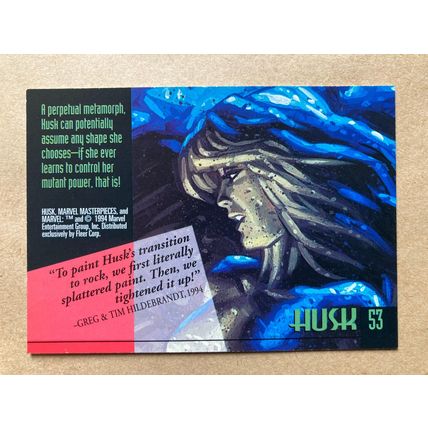 A perpetual metamorph,
Husk can potentially
assume any shape she
chooses—if she ever
learns to control her
mutant power, that is!
HUSK, MARVEL MASTERPIECES, and
MARVEL: ™ and © 1994 Marvel
Entertainment Group, Inc. Distributed
exclusively by Fleer Corp.
"To paint Husk's transition
to rock, we first literally
splattered paint. Then, we
tightened it up!"
–GREG & TIM HILDEBRANDT, 1994
HUSK 53